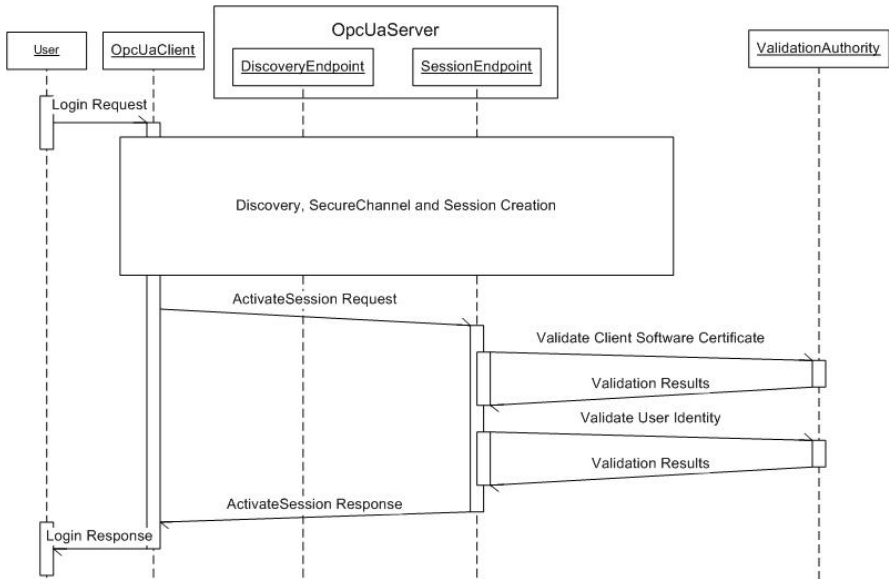 OpcUaServer
User
OpcUaClient
DiscoveryEndpoint
SessionEndpoint
ValidationAuthority
Login Request
Discovery, SecureChannel and Session Creation
ActivateSession Request
Validate Client Software Certificate
Validation Results
Validate User Identity
Validation Results
ActivateSession Response
Login Response